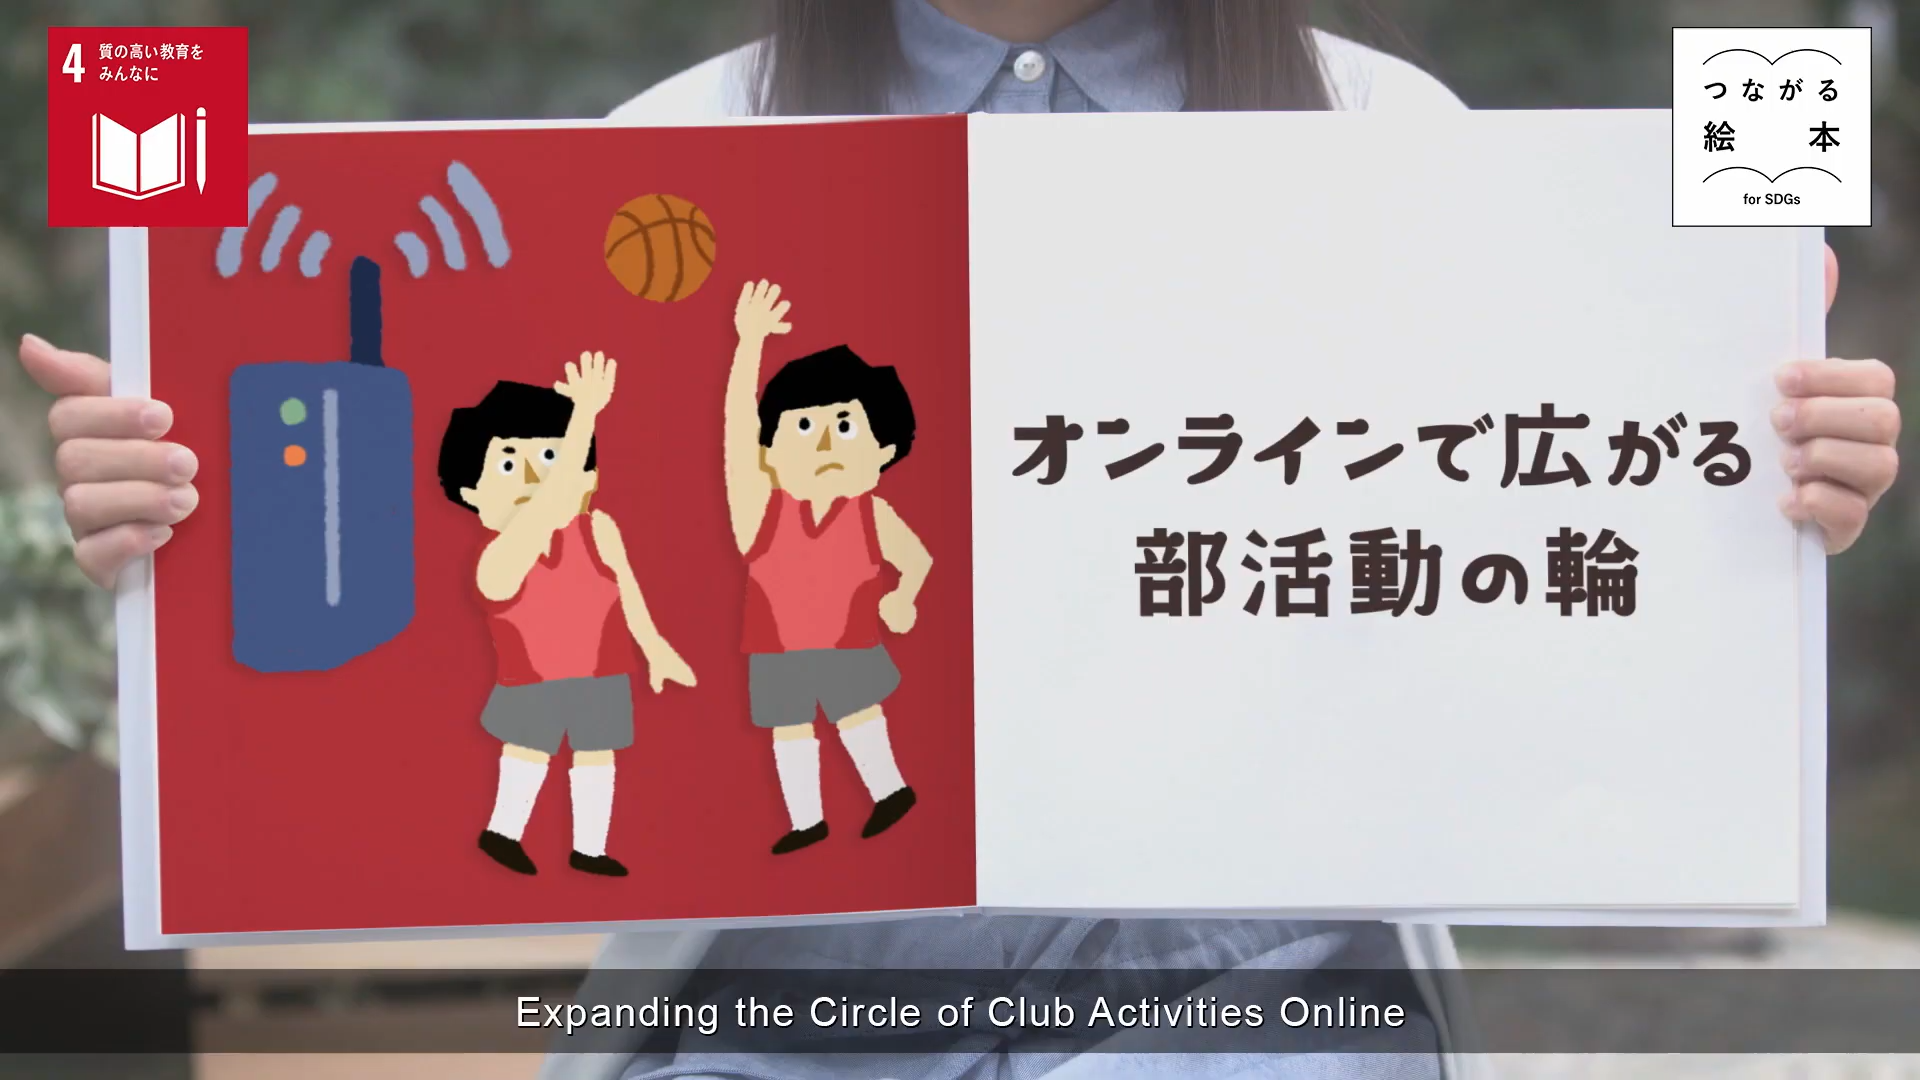 4
質の高い教育を
みんなに
つながる
絵本
for SDGs
オンラインで広がる
部活動の輪
Expanding the Circle of Club Activities Online